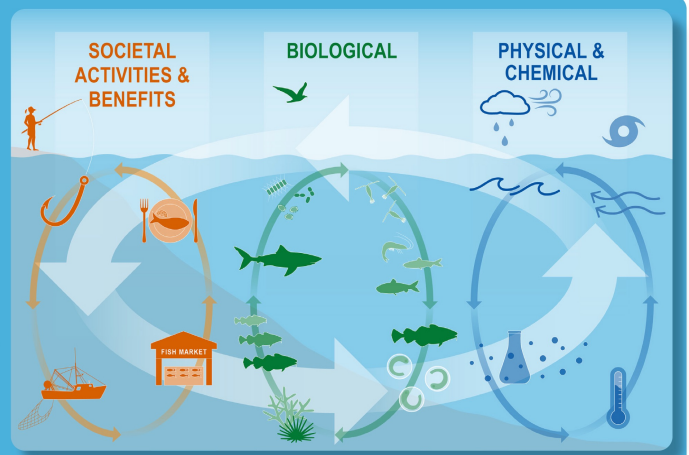 SOCIETAL
ACTIVITIES &
BENEFITS
BIOLOGICAL
PHYSICAL &
CHEMICAL
FISH MARKET